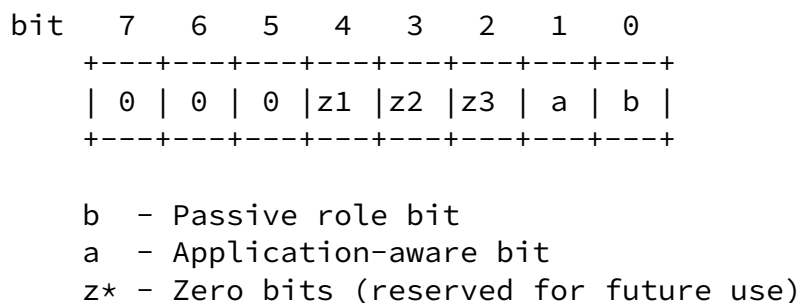 bit   7   6   5   4   3   2   1   0
    +---+---+---+---+---+---+---+---+
    | 0 | 0 | 0 |z1 |z2 |z3 | a | b |
    +---+---+---+---+---+---+---+---+
    b  - Passive role bit
    a  - Application-aware bit
    z* - Zero bits (reserved for future use)